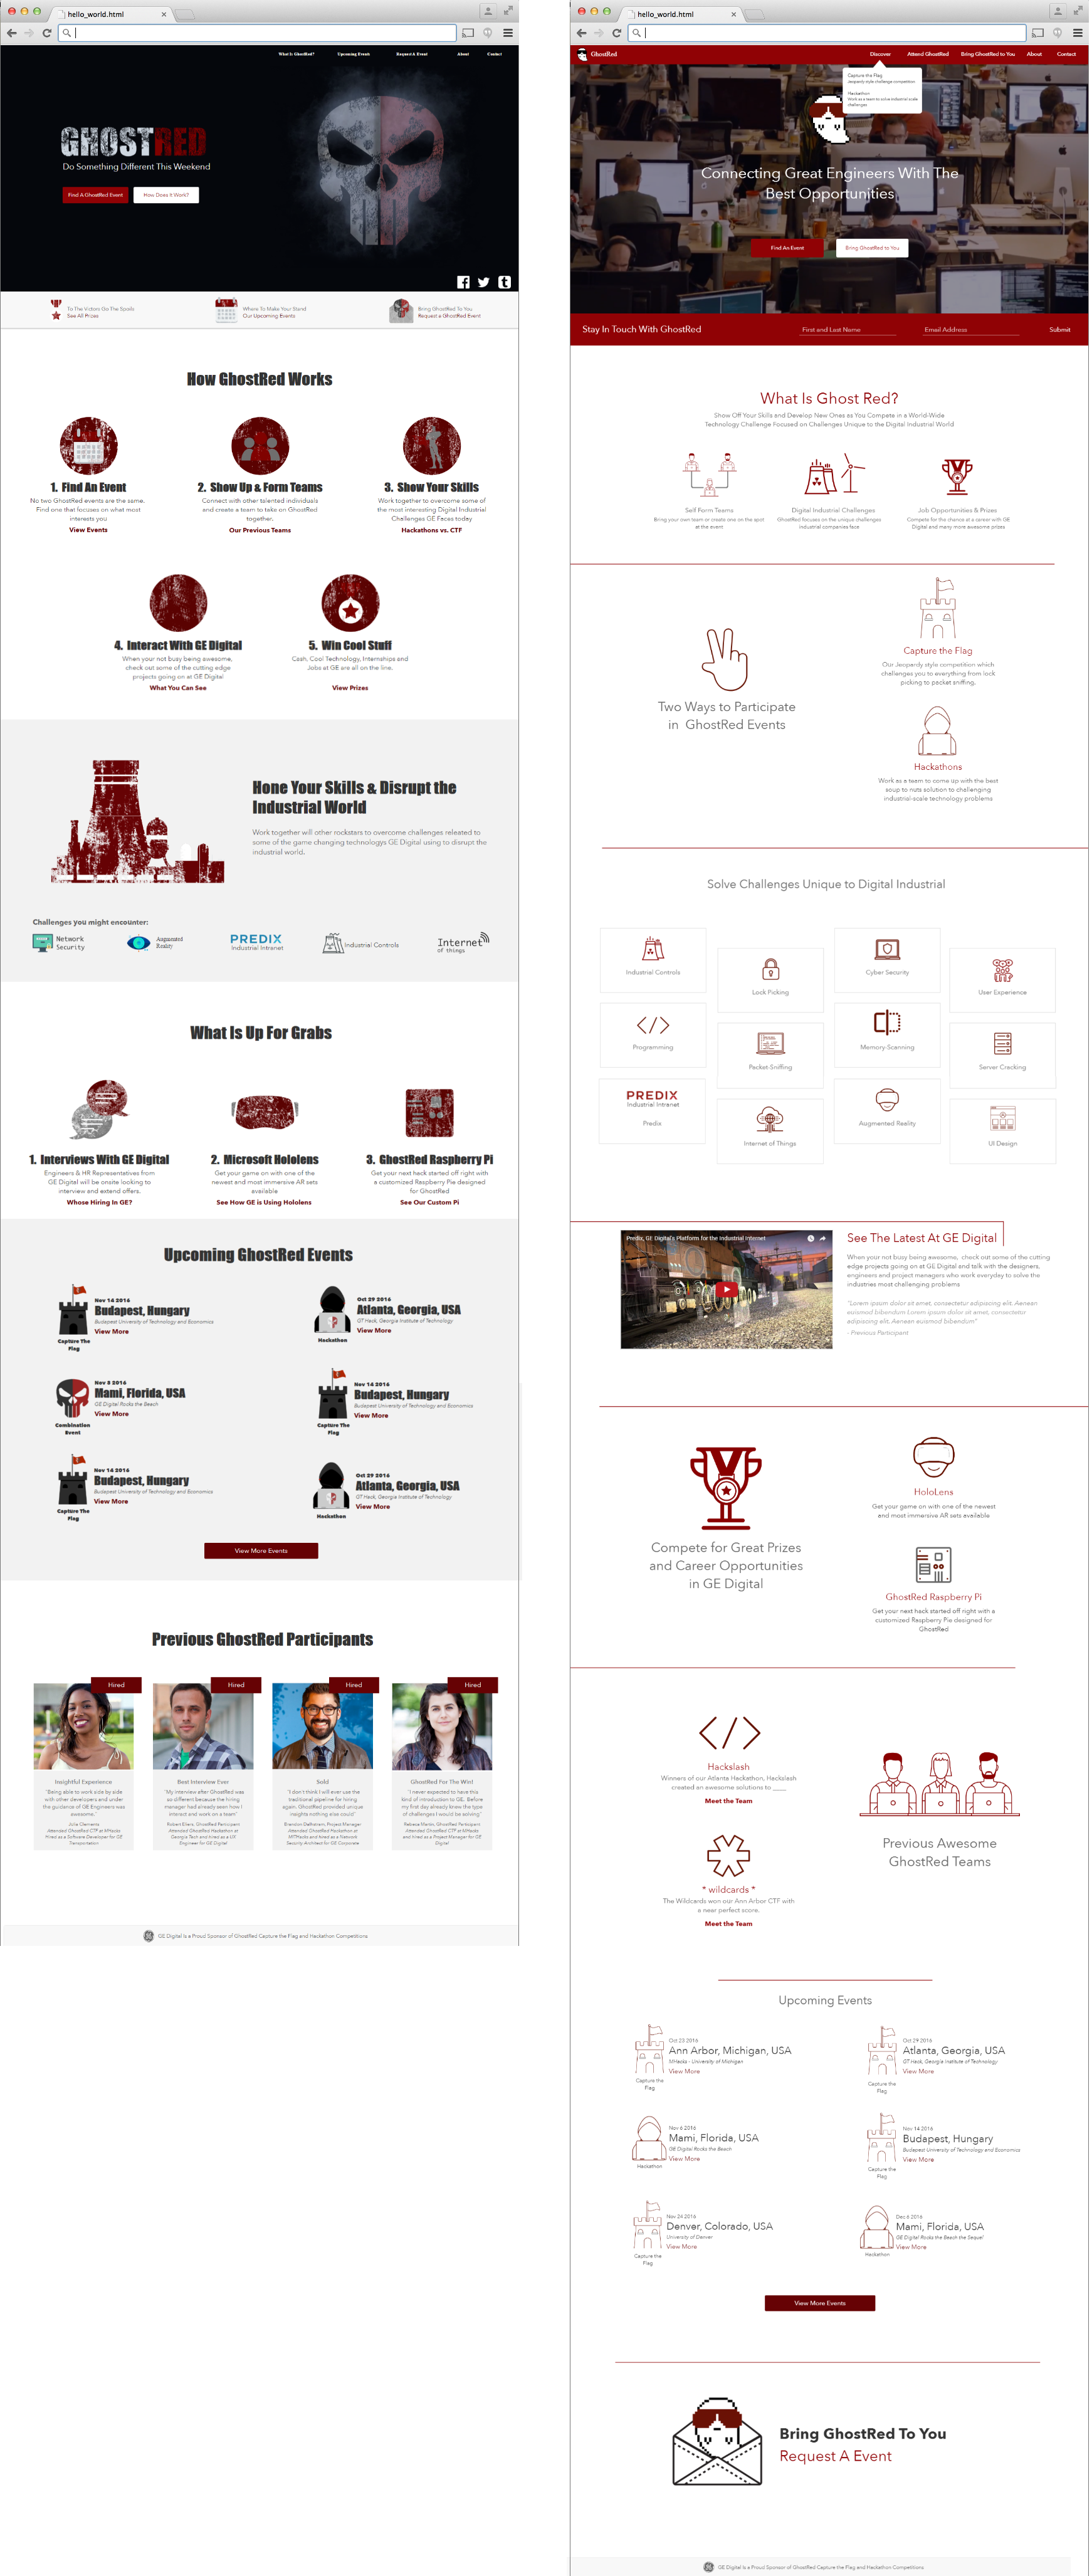 hello_world.html
What Is GhostRed?
Upcoming Events
Request A Event
About
Contact
GHOSTRED
Do Something Different This Weekend
Find A GhostRed Event
How Does It Work?
To The Victors Go The Spoils
See All Prizes
Where To Make Your Stand
Our Upcoming Events
Bring GhostRed To You
Request a GhostRed Event
How GhostRed Works
1. Find An Event
No two GhostRed events are the same.
Find one that focuses on what most
interests you
View Events
2. Show Up & Form Teams
Connect with other talented individuals
and create a team to take on GhostRed
together.
Our Previous Teams
3. Show Your Skills
Work together to overcome some of
the most interesting Digital Industrial
Challenges GE Faces today
Hackathons vs. CTF
4. Interact With GE Digital
When your not busy being awesome,
check out some of the cutting edge
projects going on at GE Digital
What You Can See
5. Win Cool Stuff
Cash, Cool Technology, Internships and
Jobs at GE are all on the line.
View Prizes
Hone Your Skills & Disrupt the
Industrial World
Work together will other rockstars to overcome challenges releated to
some of the game changing technologys GE Digital using to disrupt the
industrial world.
Challenges you might encounter:
Network
Security
Augmented
Reality
PREDIX
Industrial Intranet
Industrial Controls
Internet
of things
What Is Up For Grabs
1. Interviews With GE Digital
Engineers & HR Representatives from
GE Digital will be onsite looking to
interview and extend offers.
Whose Hiring In GE?
2. Microsoft Hololens
Get your game on with one of the
newest and most immersive AR sets
available
See How GE is Using Hololens
3. GhostRed Raspberry Pi
Get your next hack started off right with
a customized Raspberry Pie designed
for GhostRed
See Our Custom Pi
Upcoming GhostRed Events
Capture The
Flag
Nov 14 2016
Budapest, Hungary
Budapest University of Technology and Economics
View More
Hackathon
Oct 29 2016
Atlanta, Georgia, USA
GT Hack, Georgia Institute of Technology
View More
Combination
Event
Nov 5 2016
Mami, Florida, USA
GE Digital Rocks the Beach
View More
Capture The
Flag
Nov 14 2016
Budapest, Hungary
Budapest University of Technology and Economics
View More
Capture The
Flag
Nov 14 2016
Budapest, Hungary
Budapest University of Technology and Economics
View More
Hackathon
Oct 29 2016
Atlanta, Georgia, USA
GT Hack, Georgia Institute of Technology
View More
View More Events
Previous GhostRed Participants
Hired
Insightful Experience
"Being able to work side by side
with other developers and under
the guidance of GE Engineers was
awesome."
Julie Clements
Attended GhostRed CTF at MHacks
Hired as a Software Developer for GE
Transportation
Hired
Best Interview Ever
"My interview after GhostRed was
so different because the hiring
manager had already seen how I
interact and work on a team"
Robert Eilers, GhostRed Participant
Attended GhostRed Hackathon at
Georgia Tech and hired as a UX
Engineer for GE Digital
Hired
Sold
"I don't think I will ever use the
traditional pipeline for hiring
again. GhostRed provided unique
insights nothing else could"
Attended GhostRed Hackathon at
MITHacks and hired as a Network
Security Architect for GE Corporate
Hired
GhostRed For The Win!
"I never expected to have this
kind of introduction to GE. Before
my first day already knew the type
of challenges I would be solving"
Rebeca Martin, GhostRed Participant
Attended GhostRed CTF at MHacks
and hired as a Project Manager for GE
Digital
GE Digital Is a Proud Sponsor of GhostRed Capture the Flag and Hackathon Competitions
hello_world.html
GhostRed
Discover
Attend GhostRed
Bring GhostRed to You
About
Contact
Capture the Flag
Jeopardy style challenge competition
Hackathon
Work as a team to solve industrial scale
challenges
Connecting Great Engineers With The
Best Opportunities
Find An Event
Bring GhostRed to You
Stay In Touch With GhostRed
First and Last Name
Email Address
Submit
What Is Ghost Red?
Show Off Your Skills and Develop New Ones as You Compete in a World-Wide
Technology Challenge Focused on Challenges Unique to the Digital Industrial World
Self Form Teams
Bring your own team or create one on the spot
at the event
Digital Industrial Challenges
GhostRed focuses on the unique challenges
industrial companies face
Job Opportunities & Prizes
Compete for the chance at a career with GE
Digital and many more awesome prizes
Two Ways to Participate
in GhostRed Events
Capture the Flag
Our Jeopardy style competition which
challenges you to everything from lock
picking to packet sniffing.
Hackathons
Work as a team to come up with the best
soup to nuts solution to challenging
industrial-scale technology problems
Solve Challenges Unique to Digital Industrial
Industrial Controls
Lock Picking
Cyber Security
User Experience
Programming
Packet-Sniffing
Memory-Scanning
Server Cracking
PREDIX
Industrial Intranet
Predix
Internet of Things
Augmented Reality
UI Design
Predix, GE Digital's Platform for the Industrial Internet
See The Latest At GE Digital
When your not busy being awesome, check out some of the cutting
edge projects going on at GE Digital and talk with the designers,
engineers and project managers who work everyday to solve the
industries most challenging problems
"Lorem ipsum dolor sit amet, consectetur adipiscing elit. Aenean
euismod bibendum Lorem ipsum dolor sit amet, consectetur
adipiscing elit. Aenean euismod bibendum"
- Previous Participant
Compete for Great Prizes
and Career Opportunities
in GE Digital
HoloLens
Get your game on with one of the newest
and most immersive AR sets available
GhostRed Raspberry Pi
Get your next hack started off right with a
customized Raspberry Pie designed for
GhostRed
Hackslash
Winners of our Atlanta Hackathon, Hackslash
created an awesome solutions to ____
Meet the Team
* wildcards *
The Wildcards won our Ann Arbor CTF with
a near perfect score.
Meet the Team
Previous Awesome
GhostRed Teams
Upcoming Events
Capture the
Flag
Oct 23 2016
Ann Arbor, Michigan, USA
MHacks - University of Michigan
View More
Capture the
Flag
Oct 29 2016
Atlanta, Georgia, USA
GT Hack, Georgia Institute of Technology
View More
Hackathon
Nov 6 2016
Mami, Florida, USA
GE Digital Rocks the Beach
View More
Capture the
Flag
Nov 14 2016
Budapest, Hungary
Budapest University of Technology and Economics
View More
Capture the
Flag
Nov 24 2016
Denver, Colorado, USA
University of Denver
View More
Hackathon
Dec 6 2016
Mami, Florida, USA
GE Digital Rocks the Beach the Sequel
View More
View More Events
Bring GhostRed To You
Request A Event
GE Digital Is a Proud Sponsor of GhostRed Capture the Flag and Hackathon Competitions